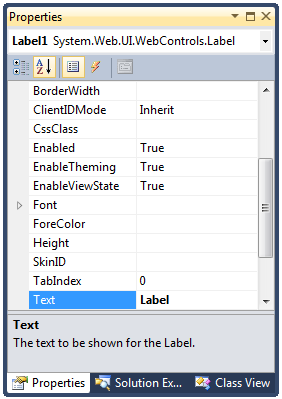 Properties
Label1 System.Web.UI.WebControls.Label
A Z
BorderWidth
ClientIDMode Inherit
CssClass
Enabled True
EnableTheming True
EnableViewState True
Font
ForeColor
Height
SkinID
TabIndex 0
Text Label
Text
The text to be shown for the Label.
Properties Solution Ex... Class View